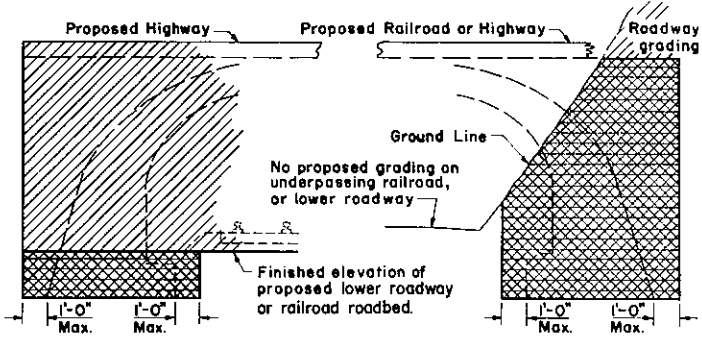 Proposed Highway
Proposed Railroad or Highway
Roadway
grading
Ground Line
No proposed grading on
underpassing railroad,
or lower roadway
Finished elevation of
proposed lower roadway
or railroad roadbed.
1'-0"
Max.
1'-0"
Max.
1'-0"
Max.
1'-0"
Max.